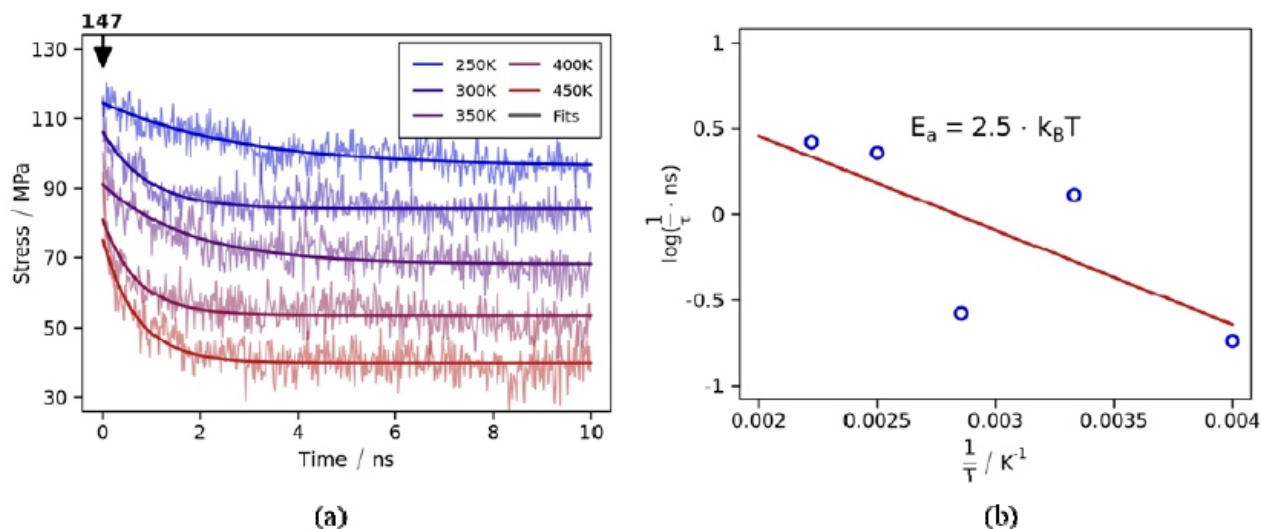 147
130
110
90
70
50
30
Stress / MPa
250K
300K
350K
400K
450K
Fits
0
2
4
6
8
10
Time / ns
(a)
1
0.5
0
-0.5
-1
log(1/τ · ns)
Eₐ = 2.5 · k_BT
0.002
0.0025
0.003
0.0035
0.004
1/T / K⁻¹
(b)